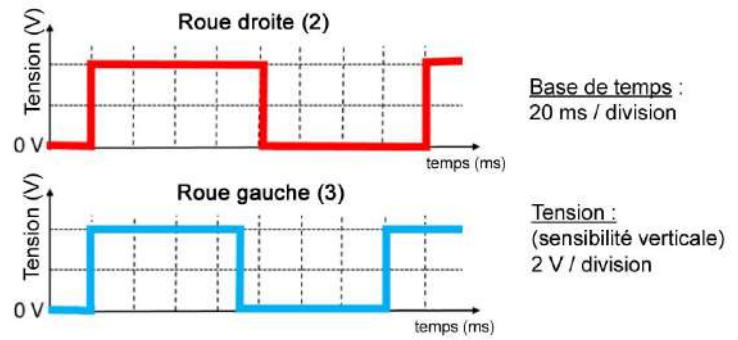 Roue droite (2)
Tension (V)
0 V
temps (ms)
Base de temps :
20 ms / division
Roue gauche (3)
Tension (V)
0 V
temps (ms)
Tension :
(sensibilité verticale)
2 V / division